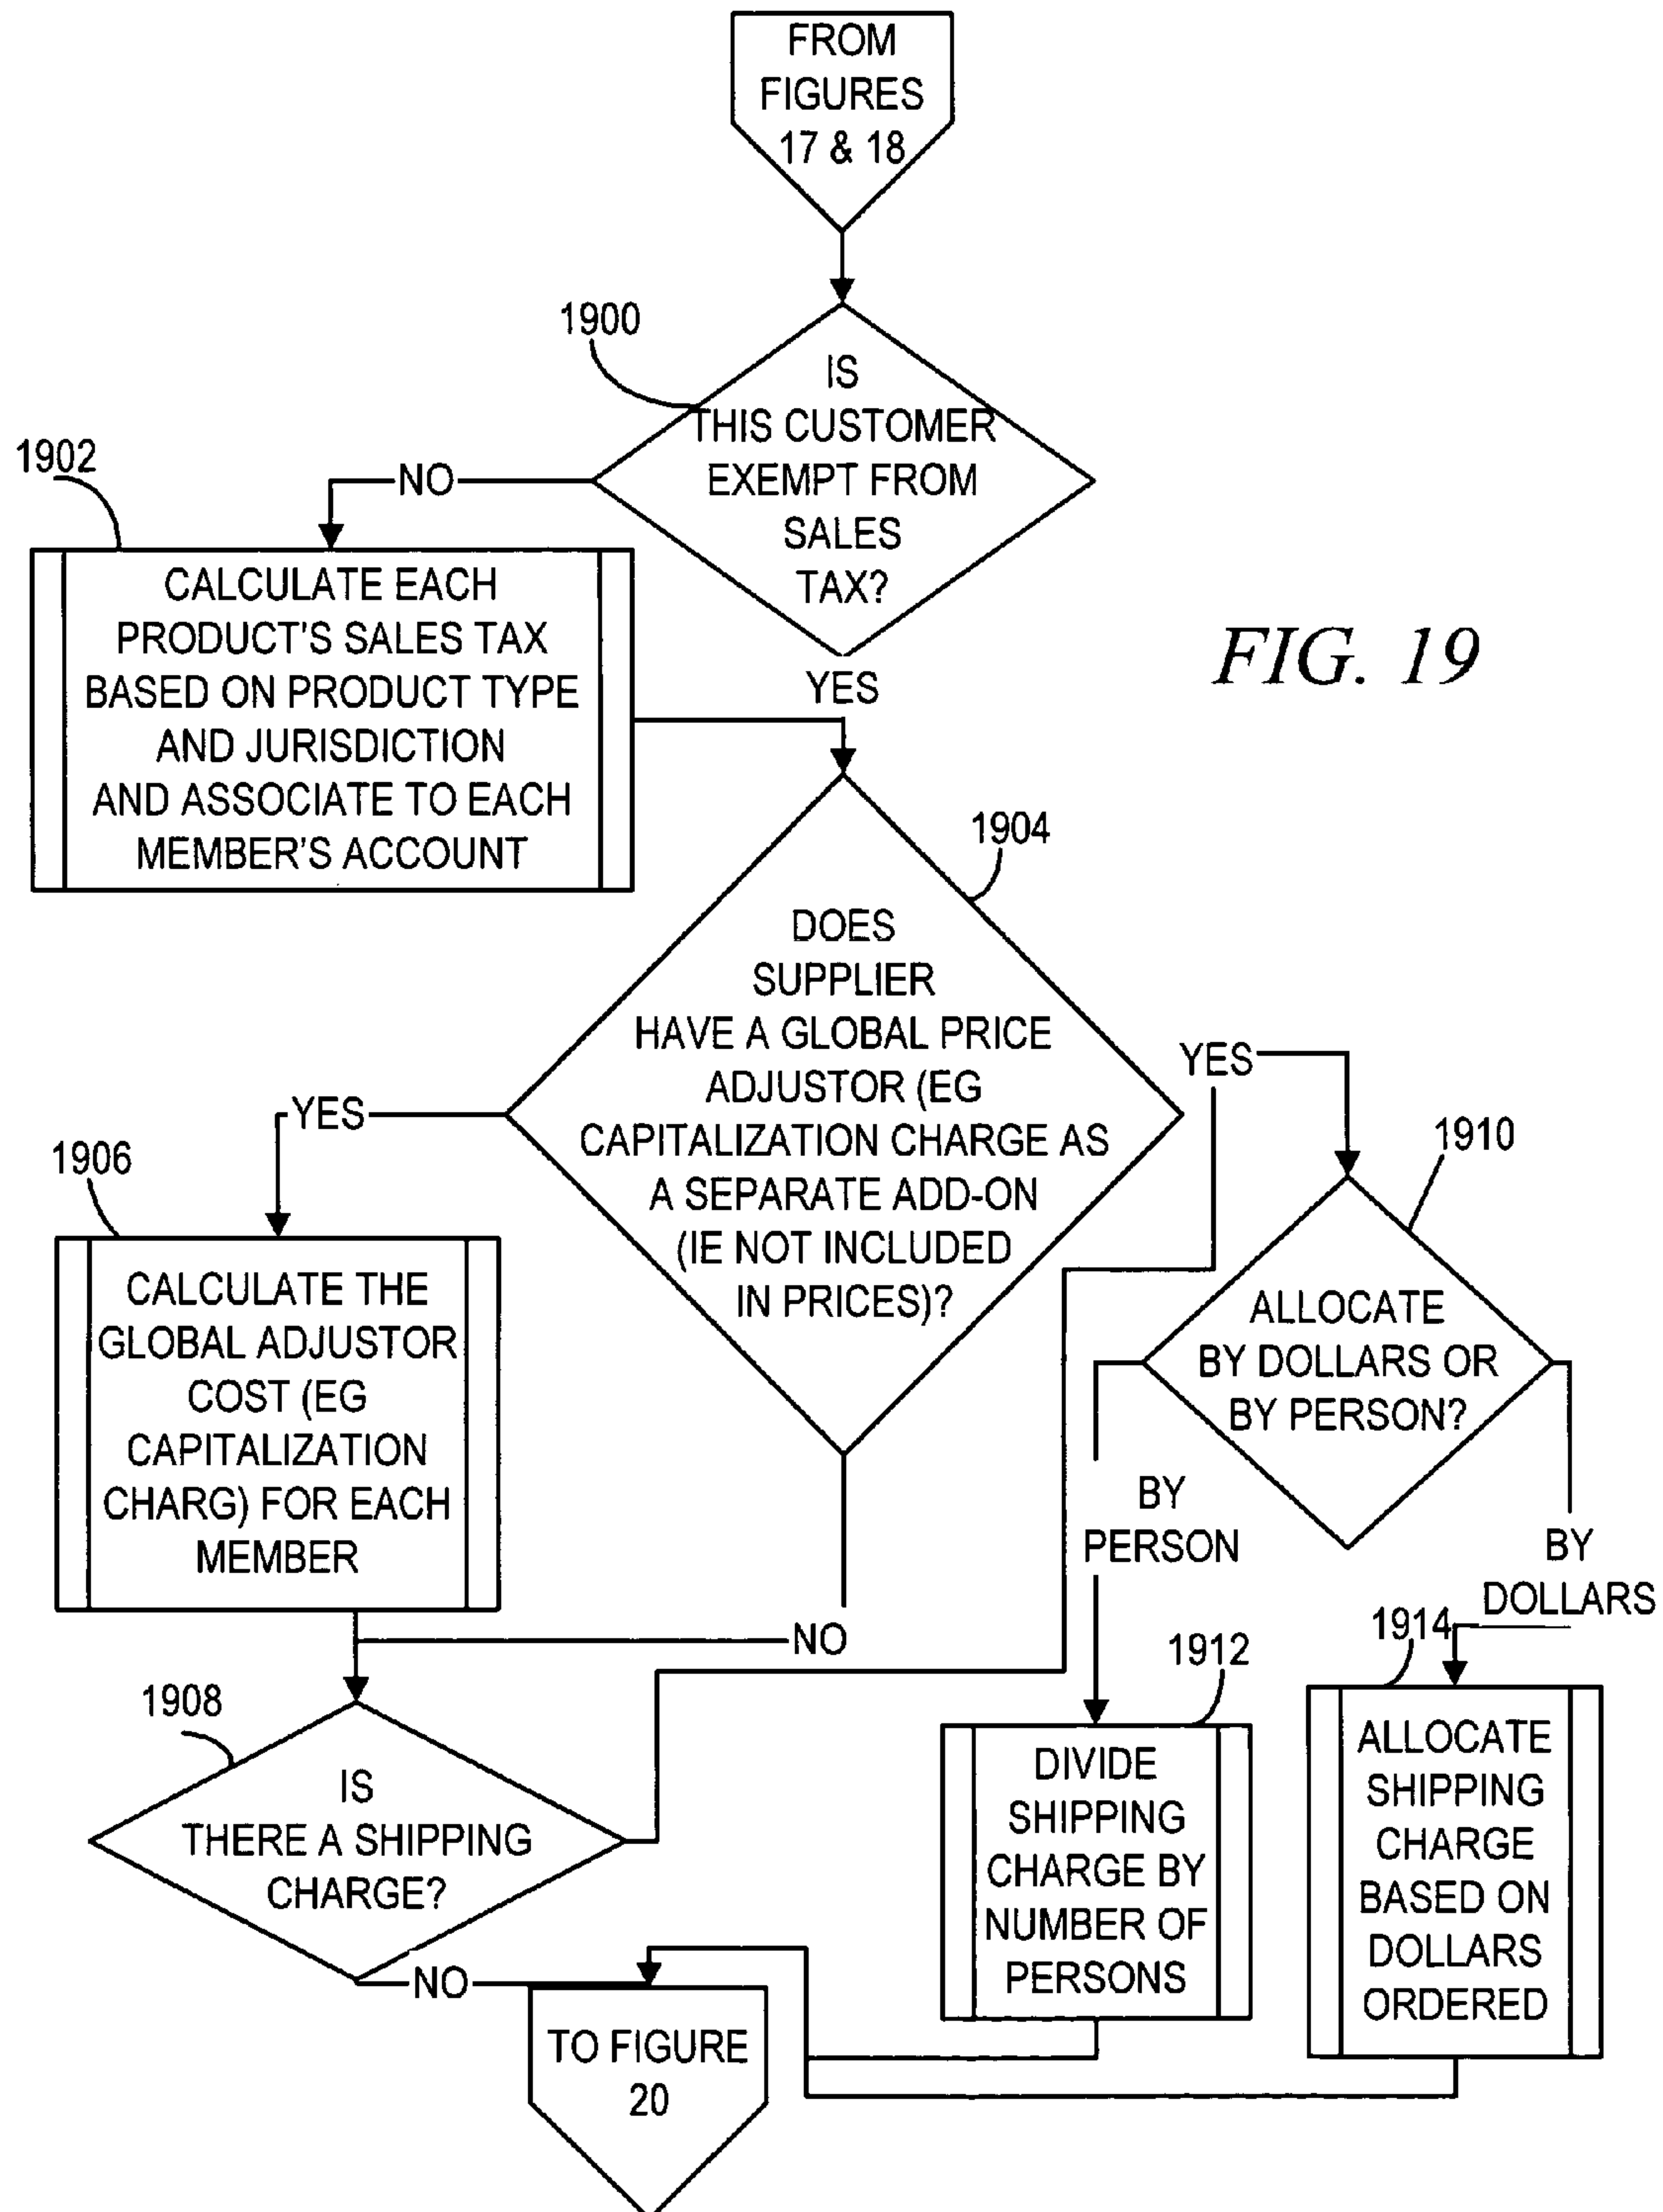 FROM
FIGURES
17 & 18
1900
IS
THIS CUSTOMER
EXEMPT FROM
SALES
TAX?
NO
YES
1902
CALCULATE EACH
PRODUCT'S SALES TAX
BASED ON PRODUCT TYPE
AND JURISDICTION
AND ASSOCIATE TO EACH
MEMBER'S ACCOUNT
FIG. 19
1904
DOES
SUPPLIER
HAVE A GLOBAL PRICE
ADJUSTOR (EG
CAPITALIZATION CHARGE AS
A SEPARATE ADD-ON
(IE NOT INCLUDED
IN PRICES)?
YES
NO
1906
CALCULATE THE
GLOBAL ADJUSTOR
COST (EG
CAPITALIZATION
CHARG) FOR EACH
MEMBER
1908
IS
THERE A SHIPPING
CHARGE?
NO
YES
1910
ALLOCATE
BY DOLLARS OR
BY PERSON?
BY
PERSON
BY
DOLLARS
1912
DIVIDE
SHIPPING
CHARGE BY
NUMBER OF
PERSONS
1914
ALLOCATE
SHIPPING
CHARGE
BASED ON
DOLLARS
ORDERED
TO FIGURE
20